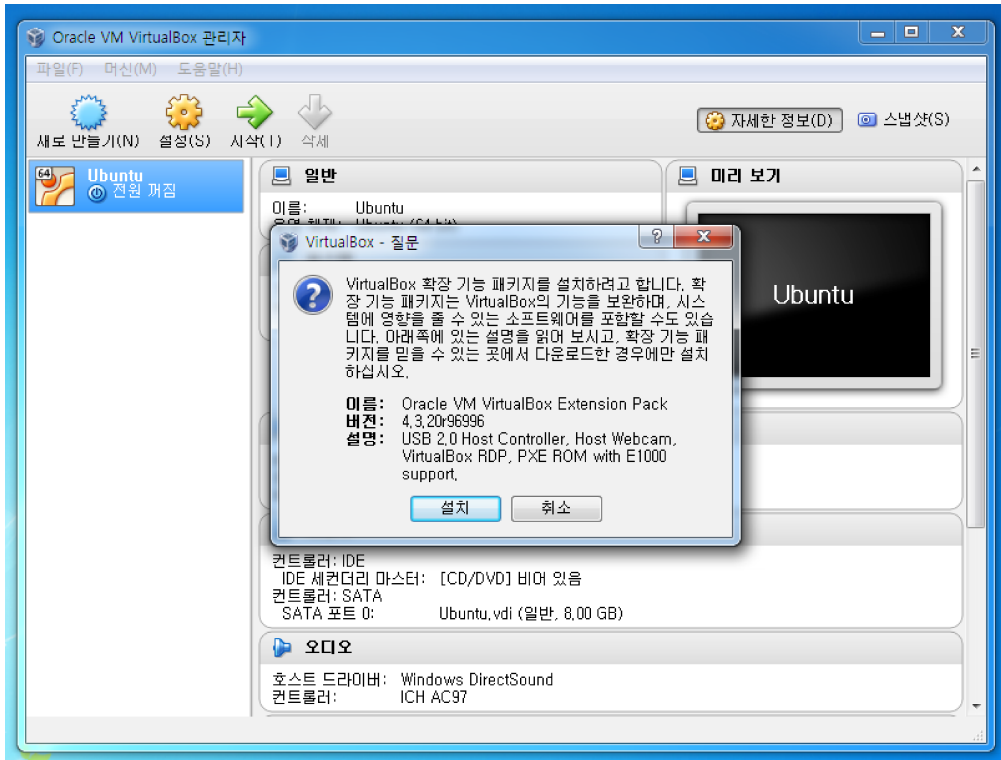 Oracle VM VirtualBox 관리자
파일(F) 머신(M) 도움말(H)
새로 만들기(N) 설정(S) 시작(T) 삭제
자세한 정보(D) 스냅샷(S)
64
Ubuntu
전원 꺼짐
일반
이름: Ubuntu
운영 체제: Ubuntu (64 bit)
미리 보기
Ubuntu
VirtualBox - 질문
VirtualBox 확장 기능 패키지를 설치하려고 합니다. 확
장 기능 패키지는 VirtualBox의 기능을 보완하며, 시스
템에 영향을 줄 수 있는 소프트웨어를 포함할 수도 있습
니다. 아래쪽에 있는 설명을 읽어 보시고, 확장 기능 패
키지를 믿을 수 있는 곳에서 다운로드한 경우에만 설치
하십시오.
이름: Oracle VM VirtualBox Extension Pack
버전: 4.3.20r96996
설명: USB 2.0 Host Controller, Host Webcam,
VirtualBox RDP, PXE ROM with E1000
support.
설치 취소
컨트롤러: IDE
IDE 세컨더리 마스터: [CD/DVD] 비어 있음
컨트롤러: SATA
SATA 포트 0: Ubuntu.vdi (일반, 8.00 GB)
오디오
호스트 드라이버: Windows DirectSound
컨트롤러: ICH AC97